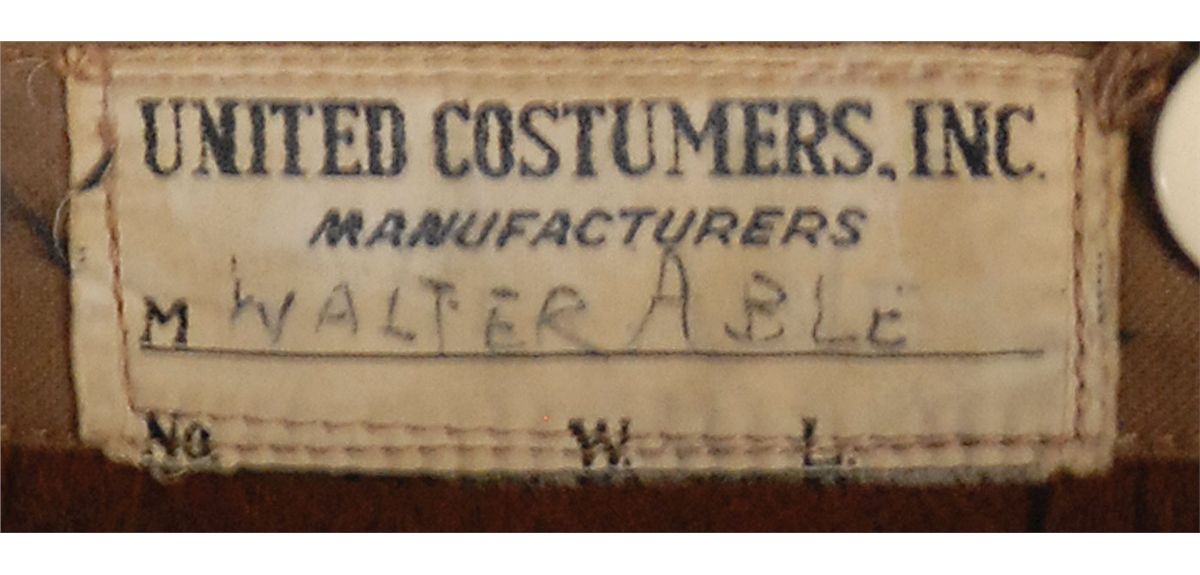 UNITED COSTUMERS, INC.
MANUFACTURERS
M WALTER ABLE
No. W. L.